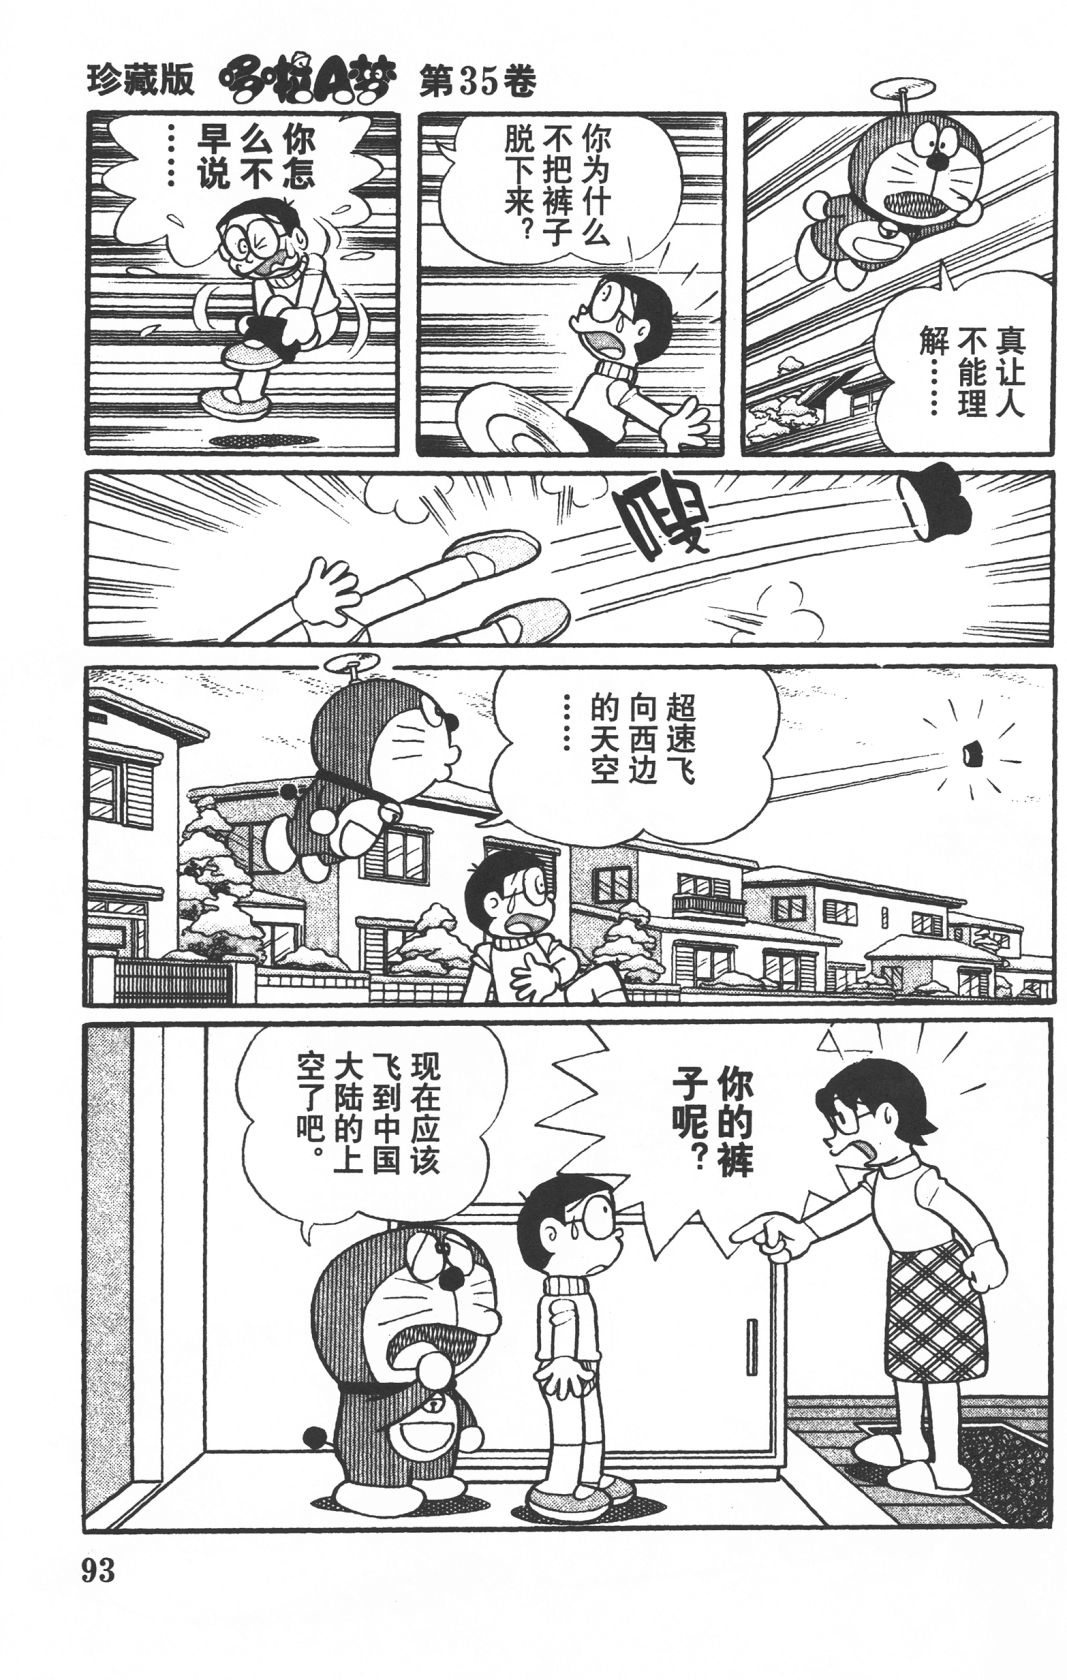 珍藏版 哆啦A梦 第35卷
真让人
不能理
解……
你为什么
不把裤子
脱下来？
你怎
么不
早说
……
嗖
超速飞
向西边
的天空
……
你的裤
子呢？
现在应该
飞到中国
大陆的上
空了吧。
93